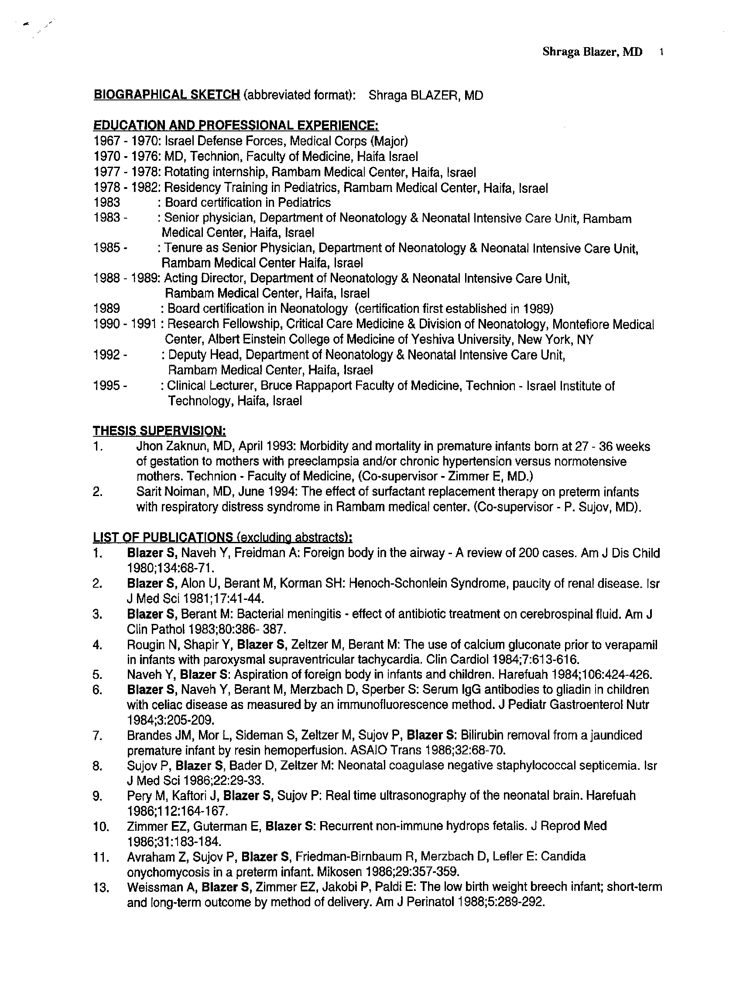 Shraga Blazer, MD 1
BIOGRAPHICAL SKETCH (abbreviated format): Shraga BLAZER, MD
EDUCATION AND PROFESSIONAL EXPERIENCE:
1967 - 1970: Israel Defense Forces, Medical Corps (Major)
1970 - 1976: MD, Technion, Faculty of Medicine, Haifa Israel
1977 - 1978: Rotating internship, Rambam Medical Center, Haifa, Israel
1978 - 1982: Residency Training in Pediatrics, Rambam Medical Center, Haifa, Israel
1983 : Board certification in Pediatrics
1983 - : Senior physician, Department of Neonatology & Neonatal Intensive Care Unit, Rambam
Medical Center, Haifa, Israel
1985 - : Tenure as Senior Physician, Department of Neonatology & Neonatal Intensive Care Unit,
Rambam Medical Center Haifa, Israel
1988 - 1989: Acting Director, Department of Neonatology & Neonatal Intensive Care Unit,
Rambam Medical Center, Haifa, Israel
1989 : Board certification in Neonatology (certification first established in 1989)
1990 - 1991 : Research Fellowship, Critical Care Medicine & Division of Neonatology, Montefiore Medical
Center, Albert Einstein College of Medicine of Yeshiva University, New York, NY
1992 - : Deputy Head, Department of Neonatology & Neonatal Intensive Care Unit,
Rambam Medical Center, Haifa, Israel
1995 - : Clinical Lecturer, Bruce Rappaport Faculty of Medicine, Technion - Israel Institute of
Technology, Haifa, Israel
THESIS SUPERVISION:
1. Jhon Zaknun, MD, April 1993: Morbidity and mortality in premature infants born at 27 - 36 weeks
of gestation to mothers with preeclampsia and/or chronic hypertension versus normotensive
mothers. Technion - Faculty of Medicine, (Co-supervisor - Zimmer E, MD.)
2. Sarit Noiman, MD, June 1994: The effect of surfactant replacement therapy on preterm infants
with respiratory distress syndrome in Rambam medical center. (Co-supervisor - P. Sujov, MD).
LIST OF PUBLICATIONS (excluding abstracts):
1. Blazer S, Naveh Y, Freidman A: Foreign body in the airway - A review of 200 cases. Am J Dis Child
1980;134:68-71.
2. Blazer S, Alon U, Berant M, Korman SH: Henoch-Schonlein Syndrome, paucity of renal disease. Isr
J Med Sci 1981;17:41-44.
3. Blazer S, Berant M: Bacterial meningitis - effect of antibiotic treatment on cerebrospinal fluid. Am J
Clin Pathol 1983;80:386- 387.
4. Rougin N, Shapir Y, Blazer S, Zeltzer M, Berant M: The use of calcium gluconate prior to verapamil
in infants with paroxysmal supraventricular tachycardia. Clin Cardiol 1984;7:613-616.
5. Naveh Y, Blazer S: Aspiration of foreign body in infants and children. Harefuah 1984;106:424-426.
6. Blazer S, Naveh Y, Berant M, Merzbach D, Sperber S: Serum IgG antibodies to gliadin in children
with celiac disease as measured by an immunofluorescence method. J Pediatr Gastroenterol Nutr
1984;3:205-209.
7. Brandes JM, Mor L, Sideman S, Zeltzer M, Sujov P, Blazer S: Bilirubin removal from a jaundiced
premature infant by resin hemoperfusion. ASAIO Trans 1986;32:68-70.
8. Sujov P, Blazer S, Bader D, Zeltzer M: Neonatal coagulase negative staphylococcal septicemia. Isr
J Med Sci 1986;22:29-33.
9. Pery M, Kaftori J, Blazer S, Sujov P: Real time ultrasonography of the neonatal brain. Harefuah
1986;112:164-167.
10. Zimmer EZ, Guterman E, Blazer S: Recurrent non-immune hydrops fetalis. J Reprod Med
1986;31:183-184.
11. Avraham Z, Sujov P, Blazer S, Friedman-Birnbaum R, Merzbach D, Lefler E: Candida
onychomycosis in a preterm infant. Mikosen 1986;29:357-359.
13. Weissman A, Blazer S, Zimmer EZ, Jakobi P, Paldi E: The low birth weight breech infant; short-term
and long-term outcome by method of delivery. Am J Perinatol 1988;5:289-292.